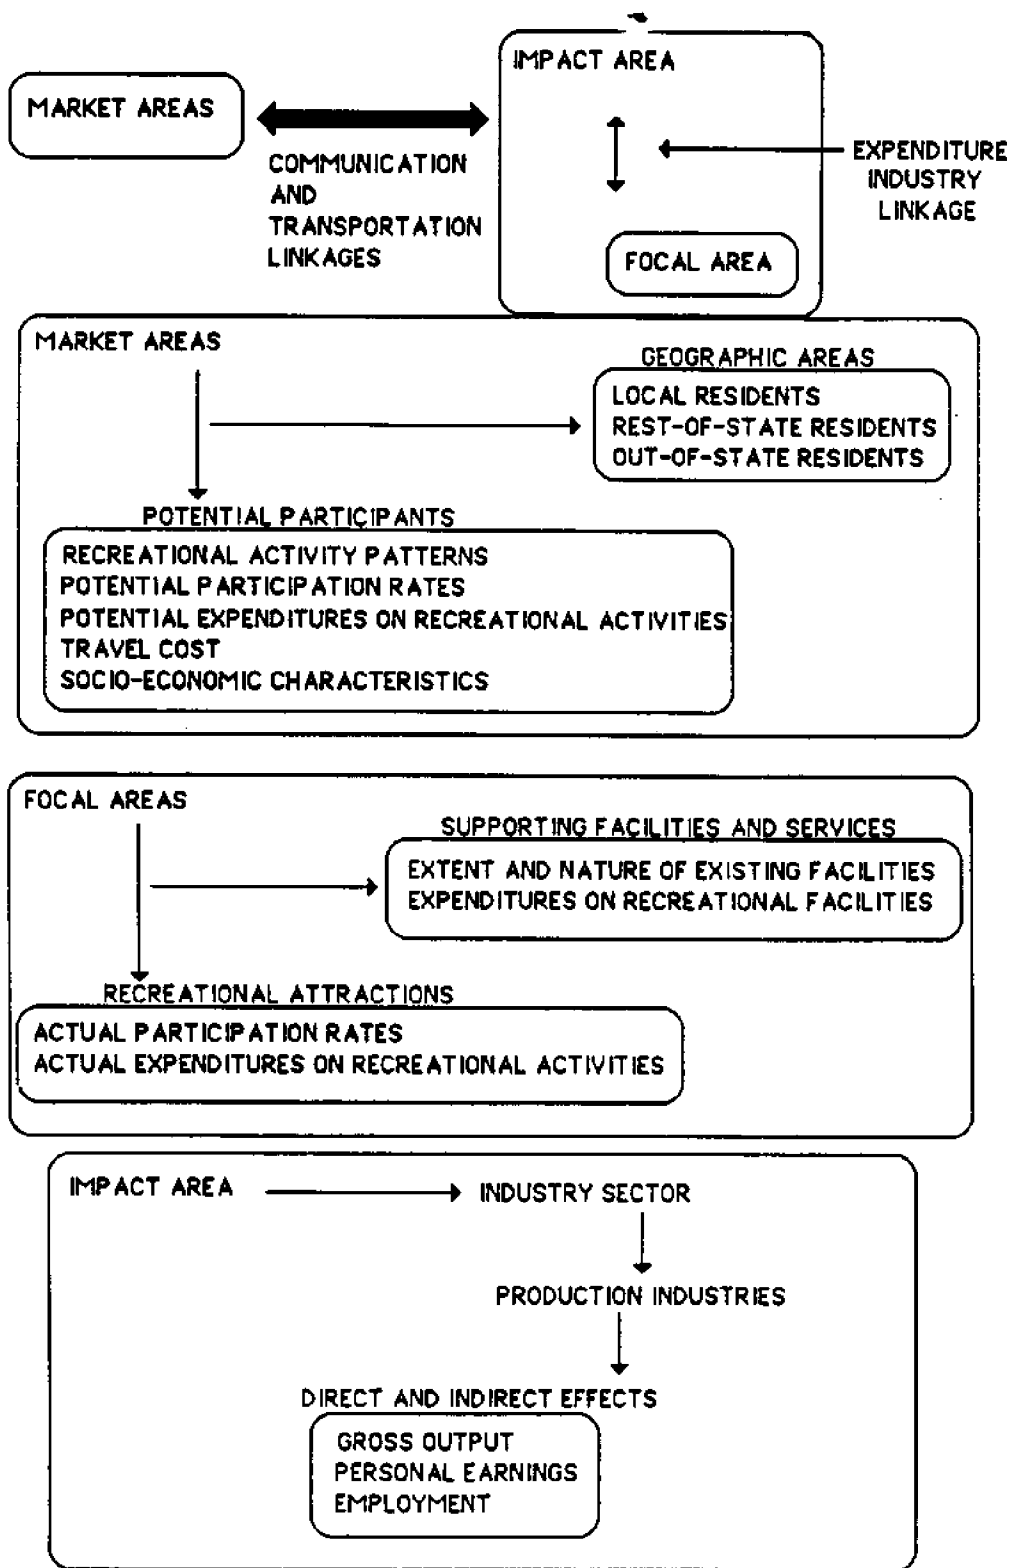 IMPACT AREA
MARKET AREAS
COMMUNICATION
AND
TRANSPORTATION
LINKAGES
EXPENDITURE
INDUSTRY
LINKAGE
FOCAL AREA
MARKET AREAS
GEOGRAPHIC AREAS
LOCAL RESIDENTS
REST-OF-STATE RESIDENTS
OUT-OF-STATE RESIDENTS
POTENTIAL PARTICIPANTS
RECREATIONAL ACTIVITY PATTERNS
POTENTIAL PARTICIPATION RATES
POTENTIAL EXPENDITURES ON RECREATIONAL ACTIVITIES
TRAVEL COST
SOCIO-ECONOMIC CHARACTERISTICS
FOCAL AREAS
SUPPORTING FACILITIES AND SERVICES
EXTENT AND NATURE OF EXISTING FACILITIES
EXPENDITURES ON RECREATIONAL FACILITIES
RECREATIONAL ATTRACTIONS
ACTUAL PARTICIPATION RATES
ACTUAL EXPENDITURES ON RECREATIONAL ACTIVITIES
IMPACT AREA
INDUSTRY SECTOR
PRODUCTION INDUSTRIES
DIRECT AND INDIRECT EFFECTS
GROSS OUTPUT
PERSONAL EARNINGS
EMPLOYMENT